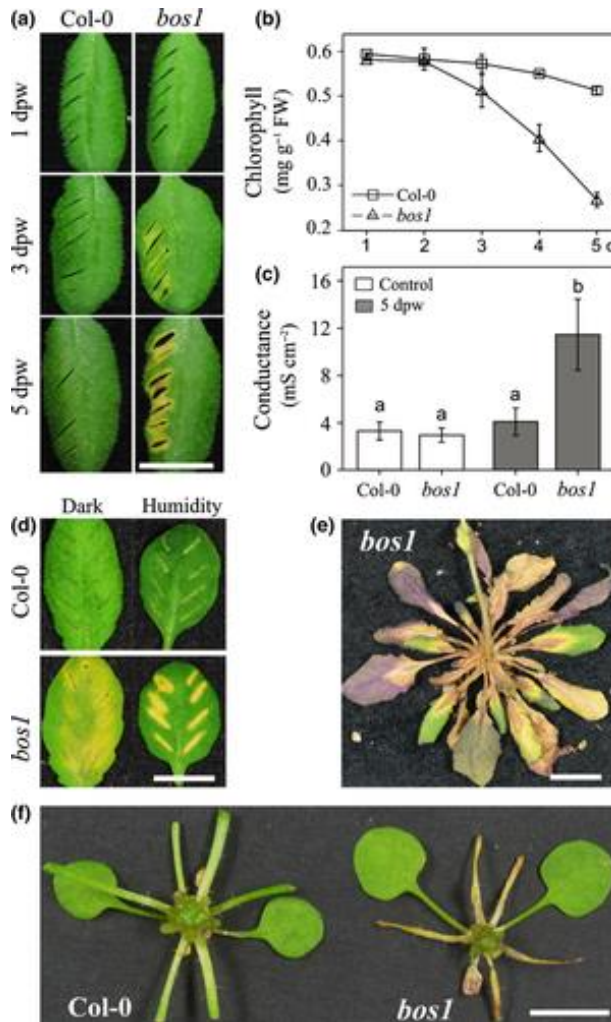 (a) Col-0 bos1
1 dpw
3 dpw
5 dpw
(b)
Chlorophyll
(mg g⁻¹ FW)
0.6
0.5
0.4
0.3
0.2
Col-0
bos1
1 2 3 4 5
(c)
Conductance
(mS cm⁻²)
16
12
8
4
0
Control
5 dpw
a a a b
Col-0 bos1 Col-0 bos1
(d) Dark Humidity
Col-0
bos1
(e) bos1
(f)
Col-0 bos1